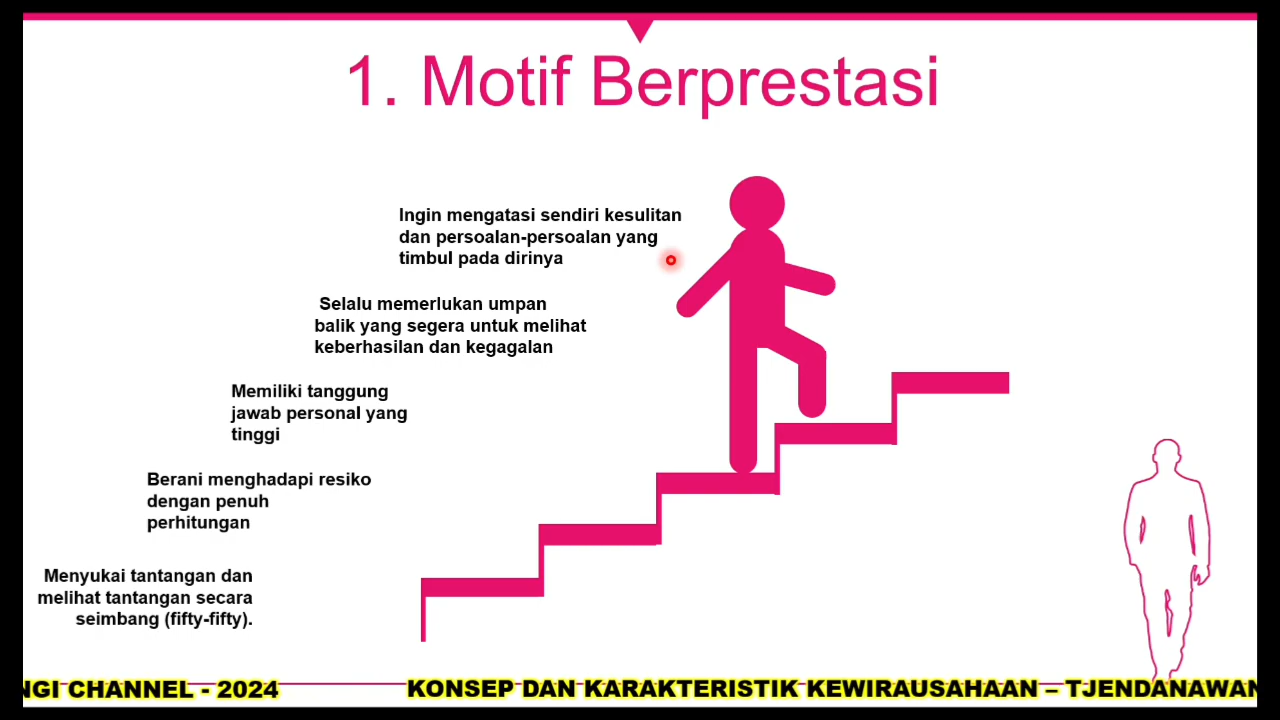 1. Motif Berprestasi
Ingin mengatasi sendiri kesulitan
dan persoalan-persoalan yang
timbul pada dirinya
Selalu memerlukan umpan
balik yang segera untuk melihat
keberhasilan dan kegagalan
Memiliki tanggung
jawab personal yang
tinggi
Berani menghadapi resiko
dengan penuh
perhitungan
Menyukai tantangan dan
melihat tantangan secara
seimbang (fifty-fifty).
NGI CHANNEL - 2024 KONSEP DAN KARAKTERISTIK KEWIRAUSAHAAN – TJENDANAWAN